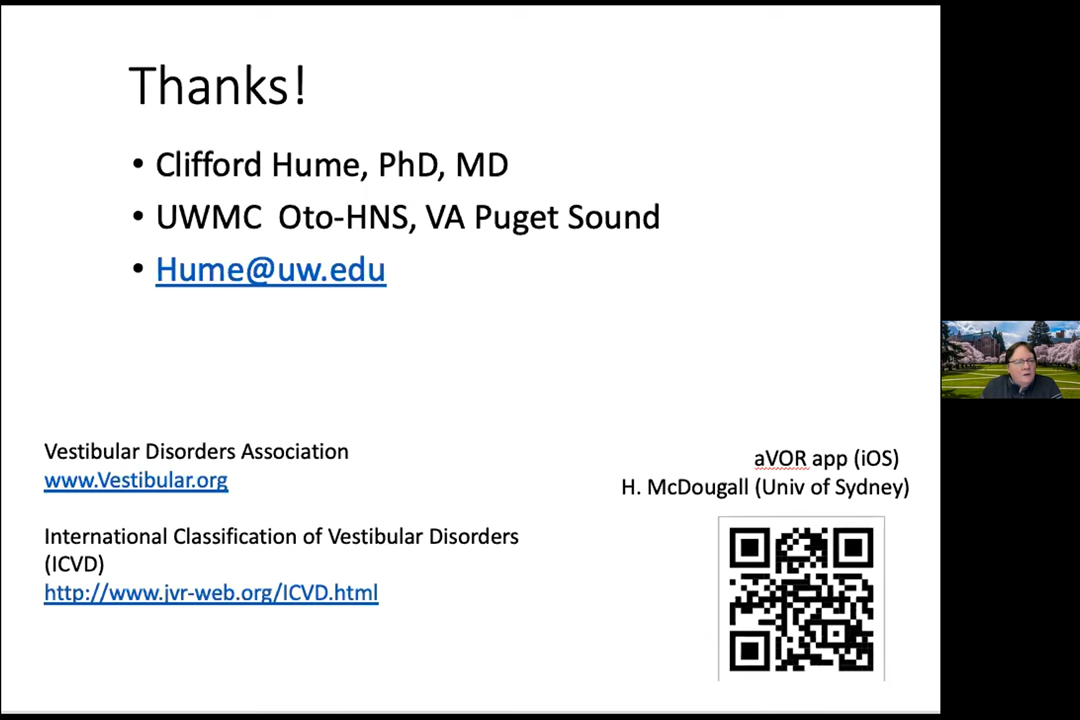 Thanks!
• Clifford Hume, PhD, MD
• UWMC Oto-HNS, VA Puget Sound
• Hume@uw.edu
Vestibular Disorders Association
www.Vestibular.org
International Classification of Vestibular Disorders
(ICVD)
http://www.jvr-web.org/ICVD.html
aVOR app (iOS)
H. McDougall (Univ of Sydney)